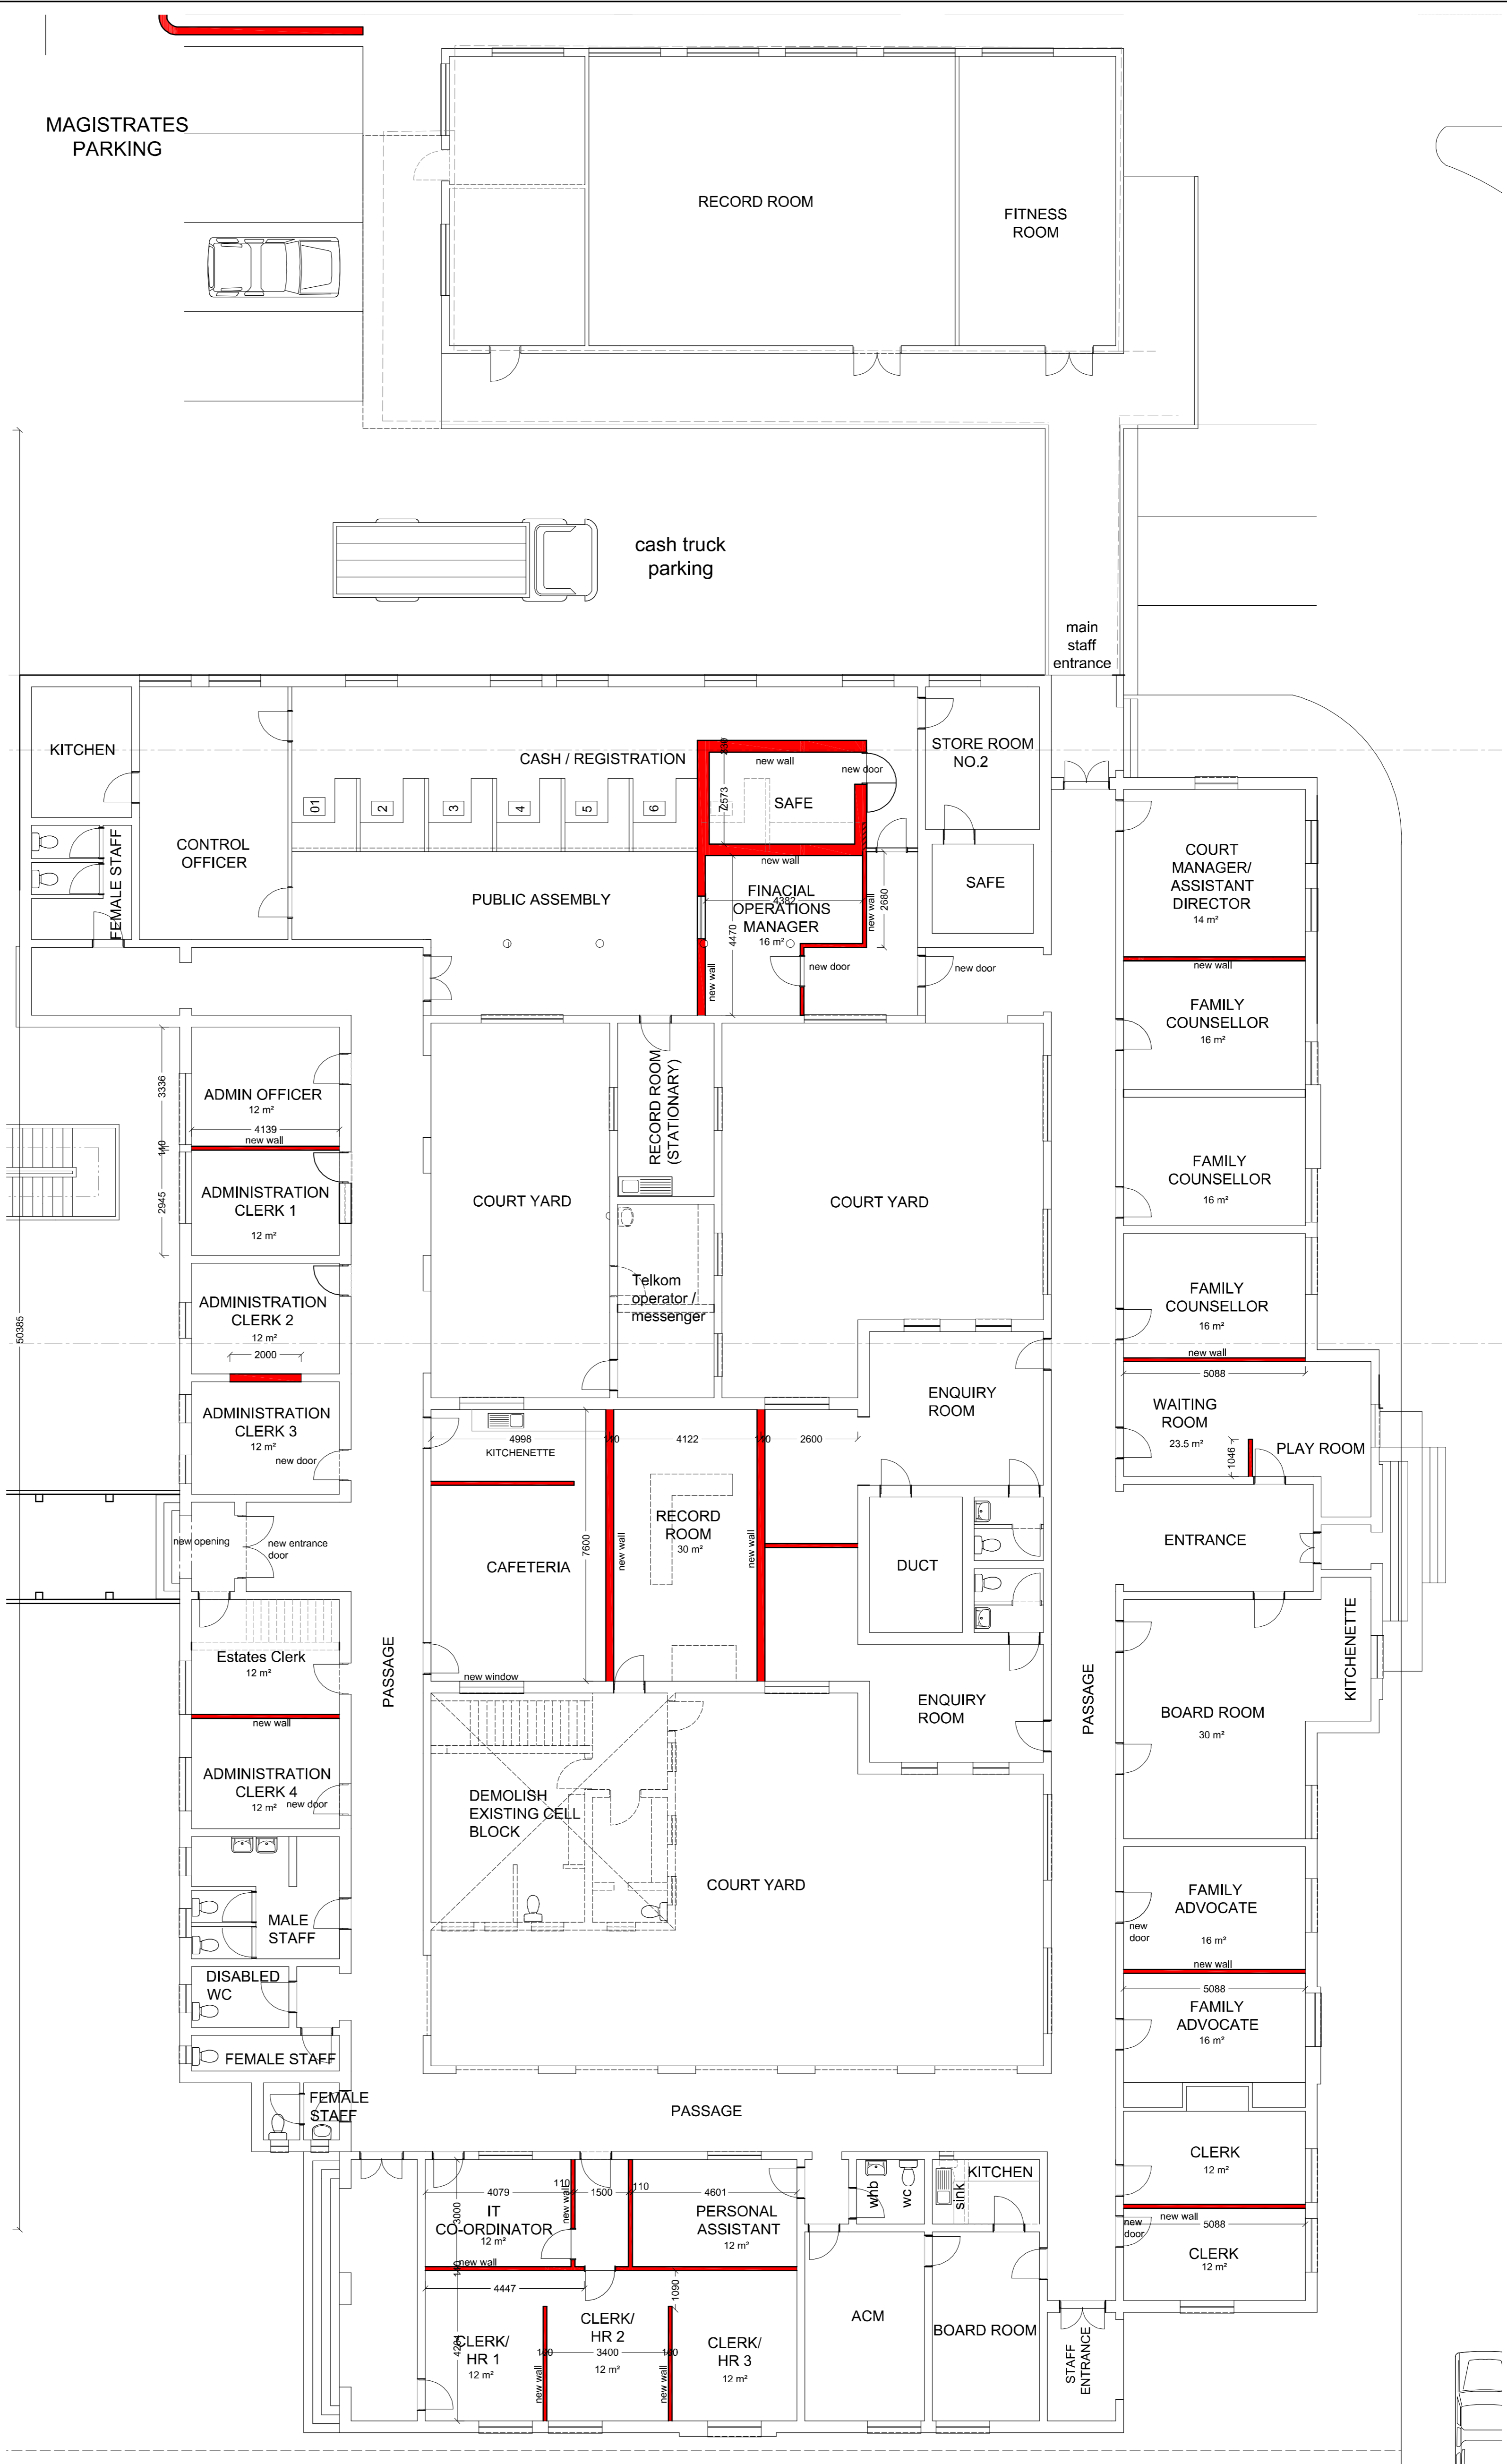 MAGISTRATES
PARKING
RECORD ROOM
FITNESS
ROOM
cash truck
parking
main
staff
entrance
KITCHEN
FEMALE STAFF
CONTROL
OFFICER
CASH / REGISTRATION
01
2
3
4
5
6
new wall
new door
2573
SAFE
STORE ROOM
NO.2
SAFE
PUBLIC ASSEMBLY
new wall
FINACIAL
4382
OPERATIONS
MANAGER
16 m²
4470
2680
new wall
new wall
new door
new door
COURT
MANAGER/
ASSISTANT
DIRECTOR
14 m²
new wall
FAMILY
COUNSELLOR
16 m²
FAMILY
COUNSELLOR
16 m²
FAMILY
COUNSELLOR
16 m²
new wall
5088
WAITING
ROOM
23.5 m²
1046
PLAY ROOM
ENTRANCE
KITCHENETTE
BOARD ROOM
30 m²
FAMILY
ADVOCATE
16 m²
new
door
new wall
5088
FAMILY
ADVOCATE
16 m²
CLERK
12 m²
new wall
new
door
5088
CLERK
12 m²
50385
3336
140
2945
ADMIN OFFICER
12 m²
4139
new wall
ADMINISTRATION
CLERK 1
12 m²
ADMINISTRATION
CLERK 2
12 m²
2000
ADMINISTRATION
CLERK 3
12 m²
new door
new opening
new entrance
door
Estates Clerk
12 m²
new wall
ADMINISTRATION
CLERK 4
12 m²
new door
MALE
STAFF
DISABLED
WC
FEMALE STAFF
FEMALE
STAFF
PASSAGE
COURT YARD
RECORD ROOM
(STATIONARY)
Telkom
operator /
messenger
COURT YARD
4998
110
4122
110
2600
KITCHENETTE
7600
CAFETERIA
new window
new wall
RECORD
ROOM
30 m²
new wall
ENQUIRY
ROOM
DUCT
ENQUIRY
ROOM
PASSAGE
DEMOLISH
EXISTING CELL
BLOCK
COURT YARD
PASSAGE
4079
110
1500
110
4601
3000
IT
CO-ORDINATOR
12 m²
new wall
new wall
PERSONAL
ASSISTANT
12 m²
140
4447
1090
CLERK/
HR 1
12 m²
new wall
CLERK/
HR 2
3400
12 m²
new wall
CLERK/
HR 3
12 m²
whb
wc
sink
KITCHEN
ACM
BOARD ROOM
STAFF
ENTRANCE